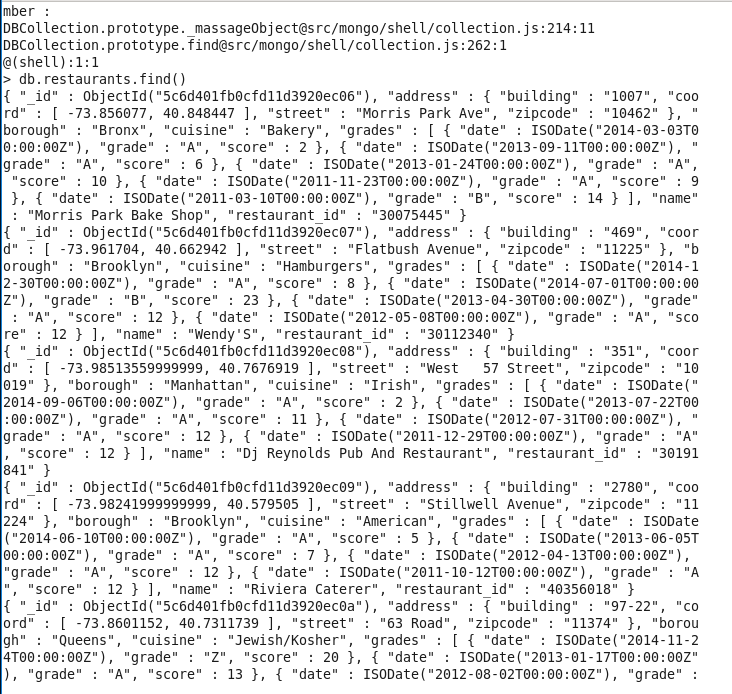 mber :
DBCollection.prototype._massageObject@src/mongo/shell/collection.js:214:11
DBCollection.prototype.find@src/mongo/shell/collection.js:262:1
@(shell):1:1
> db.restaurants.find()
{ "_id" : ObjectId("5c6d401fb0cfd11d3920ec06"), "address" : { "building" : "1007", "coo
rd" : [ -73.856077, 40.848447 ], "street" : "Morris Park Ave", "zipcode" : "10462" }, "
borough" : "Bronx", "cuisine" : "Bakery", "grades" : [ { "date" : ISODate("2014-03-03T0
0:00:00Z"), "grade" : "A", "score" : 2 }, { "date" : ISODate("2013-09-11T00:00:00Z"), "
grade" : "A", "score" : 6 }, { "date" : ISODate("2013-01-24T00:00:00Z"), "grade" : "A",
 "score" : 10 }, { "date" : ISODate("2011-11-23T00:00:00Z"), "grade" : "A", "score" : 9
 }, { "date" : ISODate("2011-03-10T00:00:00Z"), "grade" : "B", "score" : 14 } ], "name"
 : "Morris Park Bake Shop", "restaurant_id" : "30075445" }
{ "_id" : ObjectId("5c6d401fb0cfd11d3920ec07"), "address" : { "building" : "469", "coor
d" : [ -73.961704, 40.662942 ], "street" : "Flatbush Avenue", "zipcode" : "11225" }, "b
orough" : "Brooklyn", "cuisine" : "Hamburgers", "grades" : [ { "date" : ISODate("2014-1
2-30T00:00:00Z"), "grade" : "A", "score" : 8 }, { "date" : ISODate("2014-07-01T00:00:00
Z"), "grade" : "B", "score" : 23 }, { "date" : ISODate("2013-04-30T00:00:00Z"), "grade"
 : "A", "score" : 12 }, { "date" : ISODate("2012-05-08T00:00:00Z"), "grade" : "A", "sco
re" : 12 } ], "name" : "Wendy'S", "restaurant_id" : "30112340" }
{ "_id" : ObjectId("5c6d401fb0cfd11d3920ec08"), "address" : { "building" : "351", "coor
d" : [ -73.98513559999999, 40.7676919 ], "street" : "West   57 Street", "zipcode" : "10
019" }, "borough" : "Manhattan", "cuisine" : "Irish", "grades" : [ { "date" : ISODate("
2014-09-06T00:00:00Z"), "grade" : "A", "score" : 2 }, { "date" : ISODate("2013-07-22T00
:00:00Z"), "grade" : "A", "score" : 11 }, { "date" : ISODate("2012-07-31T00:00:00Z"), "
grade" : "A", "score" : 12 }, { "date" : ISODate("2011-12-29T00:00:00Z"), "grade" : "A"
, "score" : 12 } ], "name" : "Dj Reynolds Pub And Restaurant", "restaurant_id" : "30191
841" }
{ "_id" : ObjectId("5c6d401fb0cfd11d3920ec09"), "address" : { "building" : "2780", "coo
rd" : [ -73.98241999999999, 40.579505 ], "street" : "Stillwell Avenue", "zipcode" : "11
224" }, "borough" : "Brooklyn", "cuisine" : "American", "grades" : [ { "date" : ISODate
("2014-06-10T00:00:00Z"), "grade" : "A", "score" : 5 }, { "date" : ISODate("2013-06-05T
00:00:00Z"), "grade" : "A", "score" : 7 }, { "date" : ISODate("2012-04-13T00:00:00Z"),
"grade" : "A", "score" : 12 }, { "date" : ISODate("2011-10-12T00:00:00Z"), "grade" : "A
", "score" : 12 } ], "name" : "Riviera Caterer", "restaurant_id" : "40356018" }
{ "_id" : ObjectId("5c6d401fb0cfd11d3920ec0a"), "address" : { "building" : "97-22", "co
ord" : [ -73.8601152, 40.7311739 ], "street" : "63 Road", "zipcode" : "11374" }, "borou
gh" : "Queens", "cuisine" : "Jewish/Kosher", "grades" : [ { "date" : ISODate("2014-11-2
4T00:00:00Z"), "grade" : "Z", "score" : 20 }, { "date" : ISODate("2013-01-17T00:00:00Z"
), "grade" : "A", "score" : 13 }, { "date" : ISODate("2012-08-02T00:00:00Z"), "grade" :